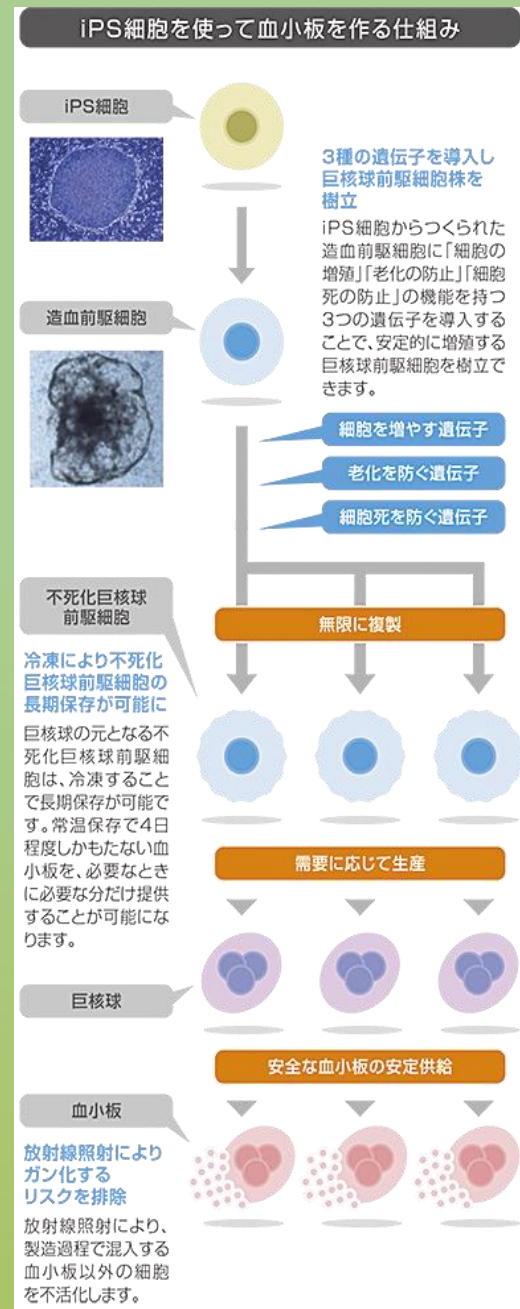 iPS細胞を使って血小板を作る仕組み
iPS細胞
3種の遺伝子を導入し
巨核球前駆細胞株を
樹立
iPS細胞からつくられた
造血前駆細胞に「細胞の
増殖」「老化の防止」「細胞
死の防止」の機能を持つ
3つの遺伝子を導入する
ことで、安定的に増殖する
巨核球前駆細胞を樹立で
きます。
造血前駆細胞
細胞を増やす遺伝子
老化を防ぐ遺伝子
細胞死を防ぐ遺伝子
不死化巨核球
前駆細胞
無限に複製
冷凍により不死化
巨核球前駆細胞の
長期保存が可能に
巨核球の元となる不
死化巨核球前駆細
胞は、冷凍すること
で長期保存が可能で
す。常温保存で4日
程度しかもたない血
小板を、必要なとき
に必要な分だけ提供
することが可能にな
ります。
需要に応じて生産
巨核球
安全な血小板の安定供給
血小板
放射線照射により
ガン化する
リスクを排除
放射線照射により、
製造過程で混入する
血小板以外の細胞
を不活化します。